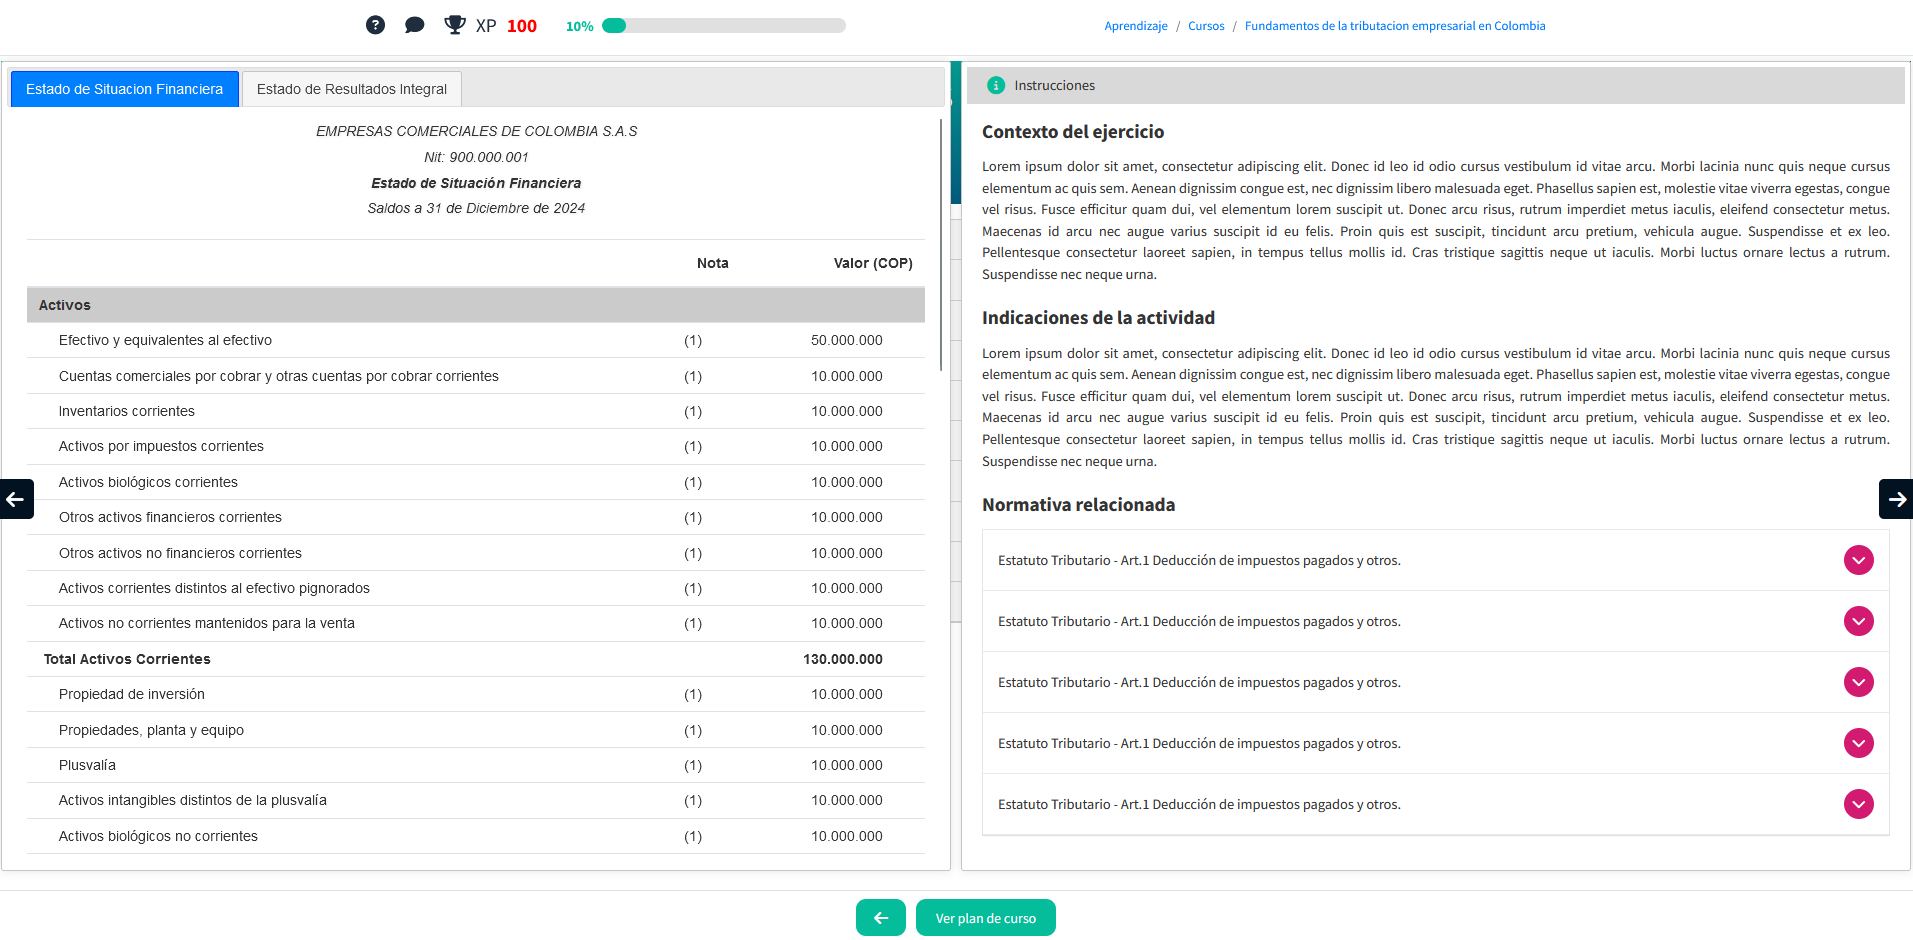 XP 100 10%
Aprendizaje / Cursos / Fundamentos de la tributacion empresarial en Colombia
Estado de Situacion Financiera
Estado de Resultados Integral
EMPRESAS COMERCIALES DE COLOMBIA S.A.S
Nit: 900.000.001
Estado de Situación Financiera
Saldos a 31 de Diciembre de 2024
Nota Valor (COP)
Activos
Efectivo y equivalentes al efectivo (1) 50.000.000
Cuentas comerciales por cobrar y otras cuentas por cobrar corrientes (1) 10.000.000
Inventarios corrientes (1) 10.000.000
Activos por impuestos corrientes (1) 10.000.000
Activos biológicos corrientes (1) 10.000.000
Otros activos financieros corrientes (1) 10.000.000
Otros activos no financieros corrientes (1) 10.000.000
Activos corrientes distintos al efectivo pignorados (1) 10.000.000
Activos no corrientes mantenidos para la venta (1) 10.000.000
Total Activos Corrientes 130.000.000
Propiedad de inversión (1) 10.000.000
Propiedades, planta y equipo (1) 10.000.000
Plusvalía (1) 10.000.000
Activos intangibles distintos de la plusvalía (1) 10.000.000
Activos biológicos no corrientes (1) 10.000.000
Instrucciones
Contexto del ejercicio
Lorem ipsum dolor sit amet, consectetur adipiscing elit. Donec id leo id odio cursus vestibulum id vitae arcu. Morbi lacinia nunc quis neque cursus
elementum ac quis sem. Aenean dignissim congue est, nec dignissim libero malesuada eget. Phasellus sapien est, molestie vitae viverra egestas, congue
vel risus. Fusce efficitur quam dui, vel elementum lorem suscipit ut. Donec arcu risus, rutrum imperdiet metus iaculis, eleifend consectetur metus.
Maecenas id arcu nec augue varius suscipit id eu felis. Proin quis est suscipit, tincidunt arcu pretium, vehicula augue. Suspendisse et ex leo.
Pellentesque consectetur laoreet sapien, in tempus tellus mollis id. Cras tristique sagittis neque ut iaculis. Morbi luctus ornare lectus a rutrum.
Suspendisse nec neque urna.
Indicaciones de la actividad
Lorem ipsum dolor sit amet, consectetur adipiscing elit. Donec id leo id odio cursus vestibulum id vitae arcu. Morbi lacinia nunc quis neque cursus
elementum ac quis sem. Aenean dignissim congue est, nec dignissim libero malesuada eget. Phasellus sapien est, molestie vitae viverra egestas, congue
vel risus. Fusce efficitur quam dui, vel elementum lorem suscipit ut. Donec arcu risus, rutrum imperdiet metus iaculis, eleifend consectetur metus.
Maecenas id arcu nec augue varius suscipit id eu felis. Proin quis est suscipit, tincidunt arcu pretium, vehicula augue. Suspendisse et ex leo.
Pellentesque consectetur laoreet sapien, in tempus tellus mollis id. Cras tristique sagittis neque ut iaculis. Morbi luctus ornare lectus a rutrum.
Suspendisse nec neque urna.
Normativa relacionada
Estatuto Tributario - Art.1 Deducción de impuestos pagados y otros.
Estatuto Tributario - Art.1 Deducción de impuestos pagados y otros.
Estatuto Tributario - Art.1 Deducción de impuestos pagados y otros.
Estatuto Tributario - Art.1 Deducción de impuestos pagados y otros.
Estatuto Tributario - Art.1 Deducción de impuestos pagados y otros.
Ver plan de curso